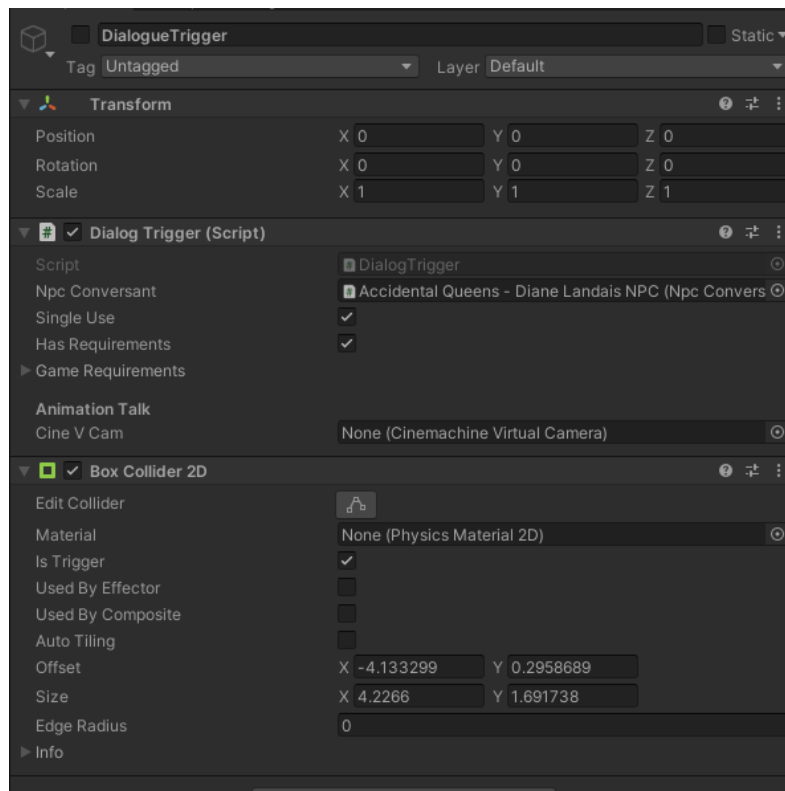 DialogueTrigger Static
Tag Untagged Layer Default
Transform
Position X 0 Y 0 Z 0
Rotation X 0 Y 0 Z 0
Scale X 1 Y 1 Z 1
# Dialog Trigger (Script)
Script # DialogTrigger
Npc Conversant # Accidental Queens - Diane Landais NPC (Npc Convers
Single Use
Has Requirements
Game Requirements
Animation Talk
Cine V Cam None (Cinemachine Virtual Camera)
Box Collider 2D
Edit Collider
Material None (Physics Material 2D)
Is Trigger
Used By Effector
Used By Composite
Auto Tiling
Offset X -4.133299 Y 0.2958689
Size X 4.2266 Y 1.691738
Edge Radius 0
Info